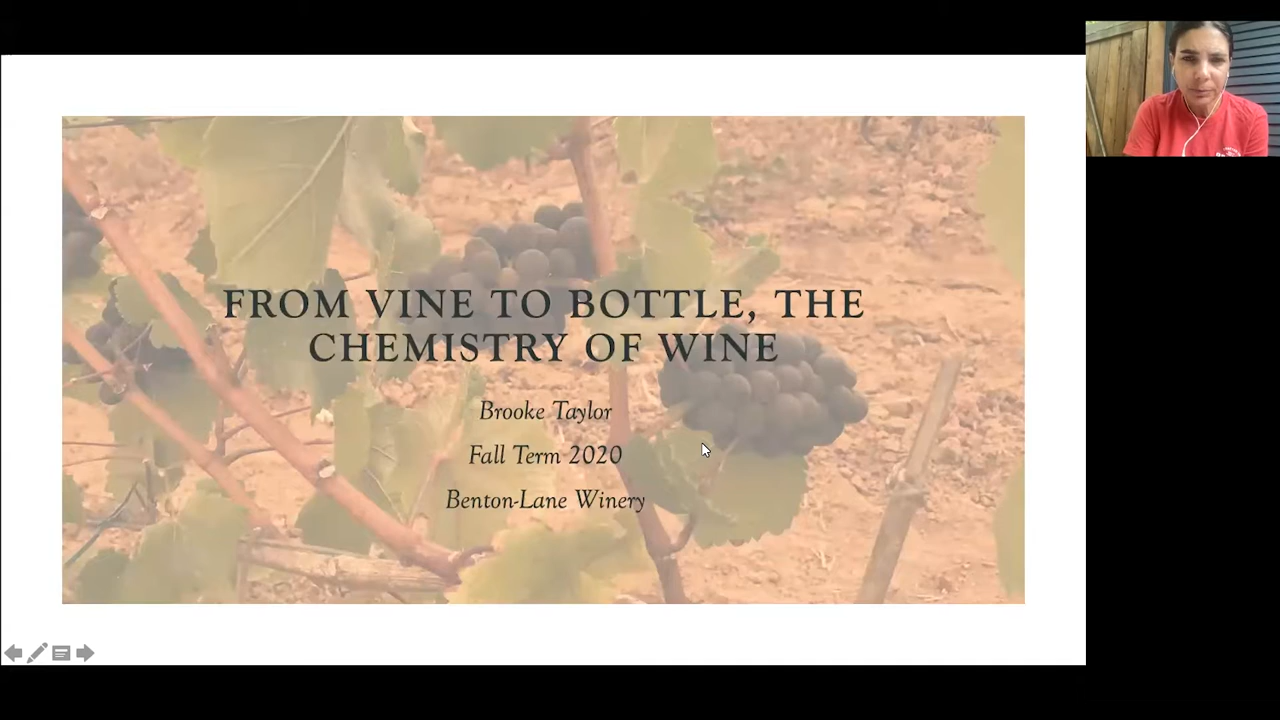 FROM VINE TO BOTTLE, THE
CHEMISTRY OF WINE
Brooke Taylor
Fall Term 2020
Benton-Lane Winery